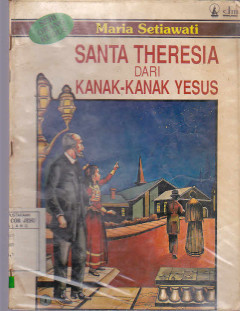 Maria Setiawati
SANTA THERESIA
DARI
KANAK-KANAK YESUS